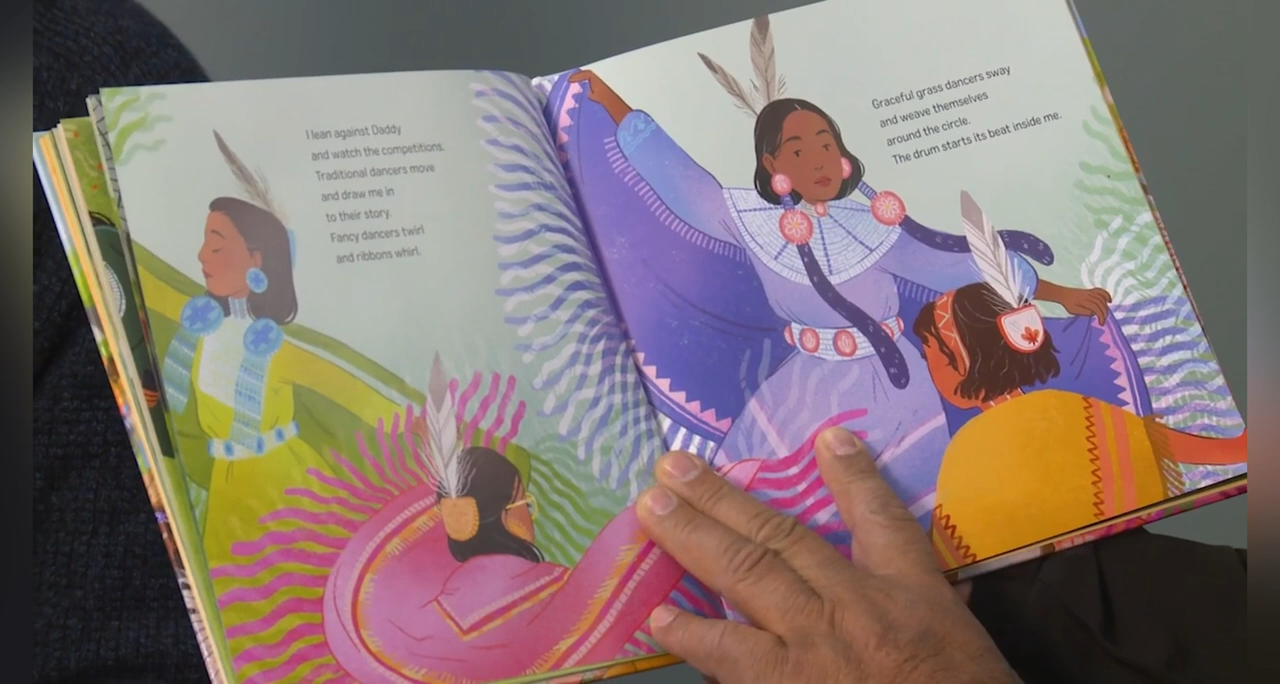 I lean against Daddy
and watch the competitions.
Traditional dancers move
and draw me in
to their story.
Fancy dancers twirl
and ribbons whirl.
Graceful grass dancers sway
and weave themselves
around the circle.
The drum starts its beat inside me.